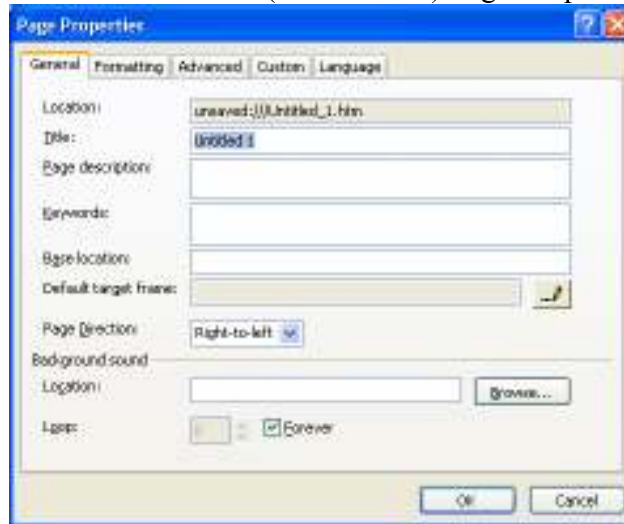 Page Properties
General Formatting Advanced Custom Language
Location: unsaved:///Untitled_1.htm
Title: Untitled 1
Page description:
Keywords:
Base location:
Default target frame:
Page Direction: Right-to-left
Background sound
Location: Browse...
Loop: Forever
OK Cancel